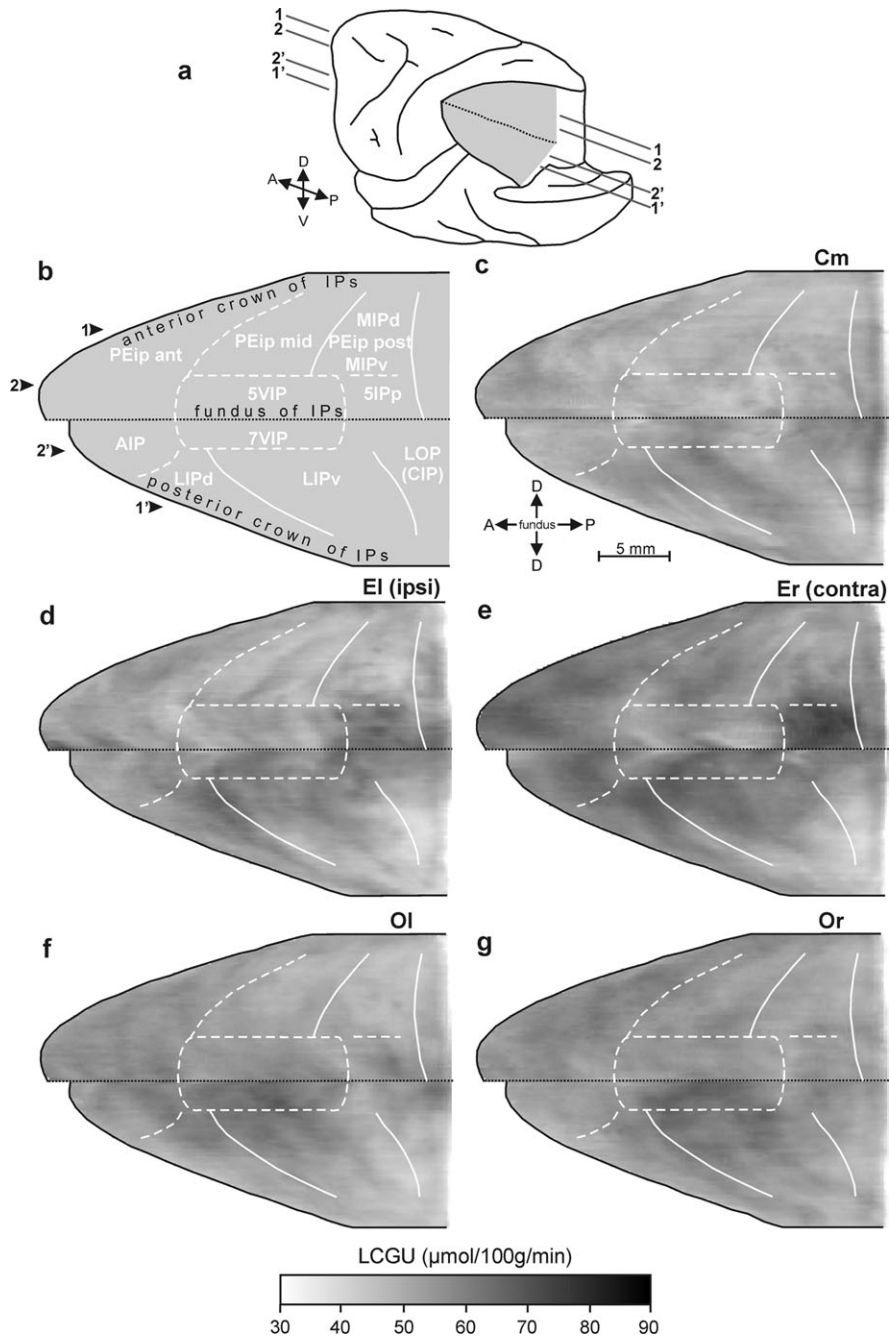 1
2
2'
1'
a
1
2
2'
1'
D
A
P
V
b
anterior crown of IPs
1
PEip ant
PEip mid
MIPd
PEip post
MIPv
2
5VIP
5IPp
fundus of IPs
7VIP
AIP
2'
LIPd
LIPv
LOP
(CIP)
1'
posterior crown of IPs
c
Cm
D
A
fundus
P
D
5 mm
d
El (ipsi)
e
Er (contra)
f
Ol
g
Or
LCGU (µmol/100g/min)
30 40 50 60 70 80 90